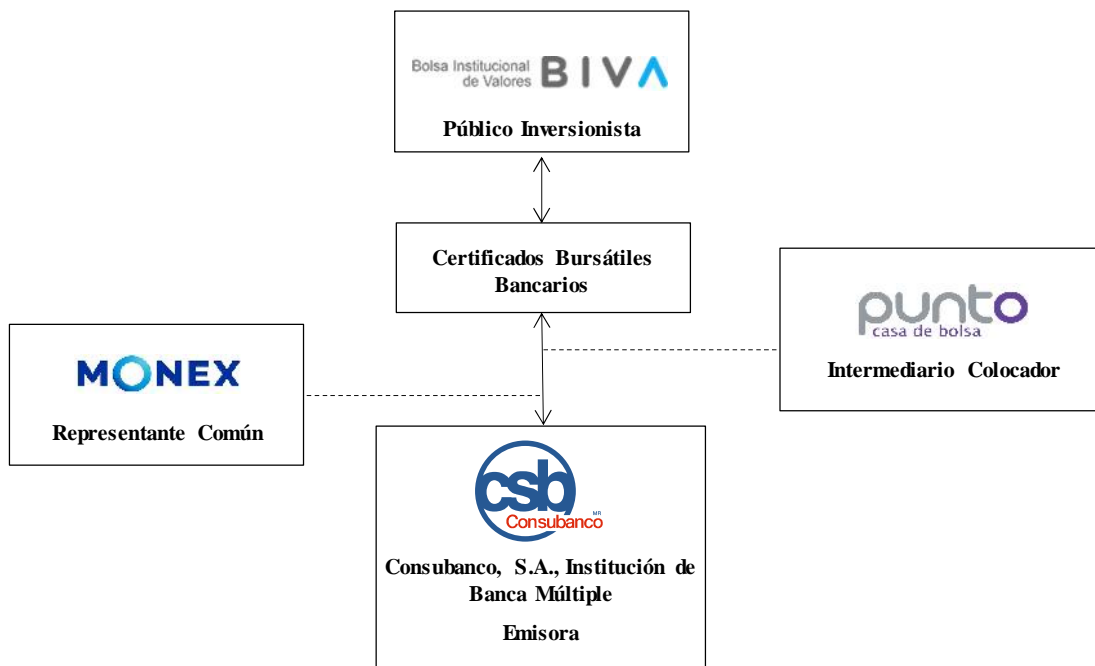 Bolsa Institucional
de Valores
BIVA
Público Inversionista
Certificados Bursátiles
Bancarios
punto
casa de bolsa
Intermediario Colocador
MONEX
Representante Común
csb
Consubanco
MR
Consubanco, S.A., Institución de
Banca Múltiple
Emisora